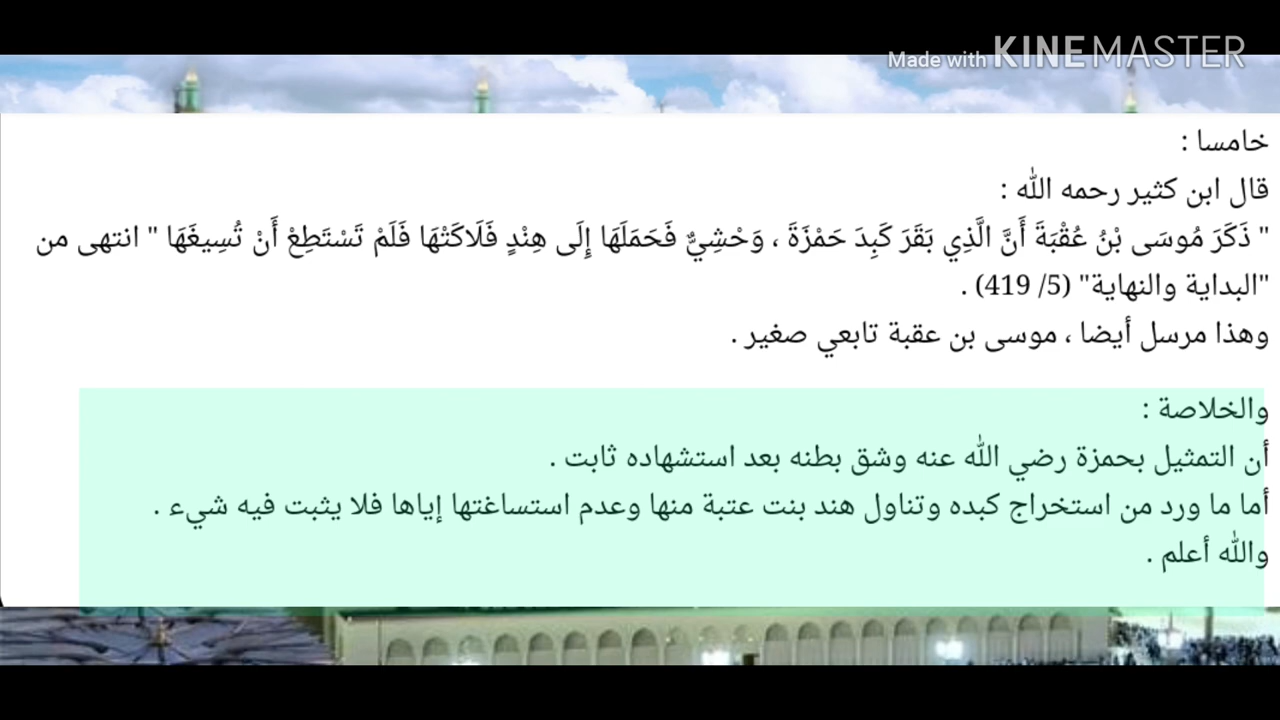 Made with KINEMASTER
خامسا :
قال ابن كثير رحمه الله :
" ذَكَرَ مُوسَى بْنُ عُقْبَةَ أَنَّ الَّذِي بَقَرَ كَبِدَ حَمْزَةَ ، وَحْشِيٌّ فَحَمَلَهَا إِلَى هِنْدٍ فَلَاكَتْهَا فَلَمْ تَسْتَطِعْ أَنْ تُسِيغَهَا " انتهى من
"البداية والنهاية" (5/ 419) .
وهذا مرسل أيضا ، موسى بن عقبة تابعي صغير .
والخلاصة :
أن التمثيل بحمزة رضي الله عنه وشق بطنه بعد استشهاده ثابت .
أما ما ورد من استخراج كبده وتناول هند بنت عتبة منها وعدم استساغتها إياها فلا يثبت فيه شيء .
والله أعلم .